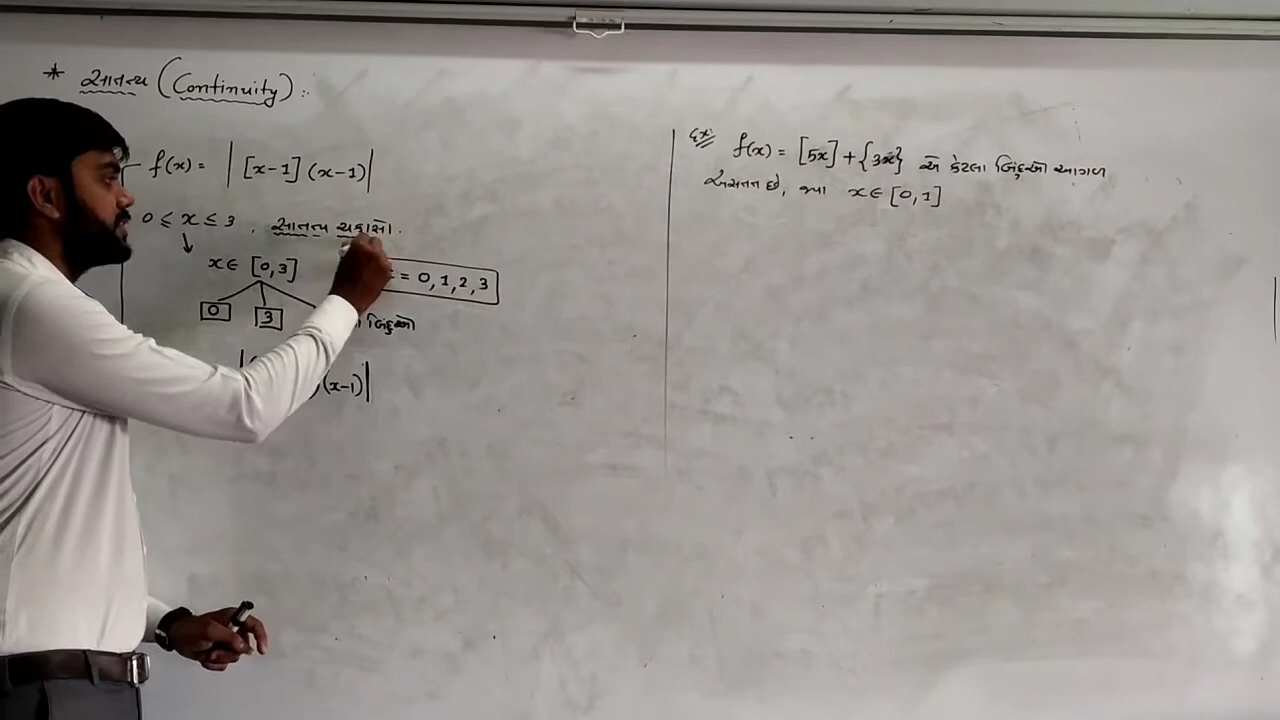 * સાતત્ય (Continuity) :
f(x) = | [x-1] (x-1) |
0 ≤ x ≤ 3 , સાતત્ય ચકાસો.
x ∈ [0,3]
= 0, 1, 2, 3
0 3 બિંદુઓ
(x-1)|
Ex: f(x) = [5x] + {3x} એ કેટલા બિંદુઓ આગળ
અસતત છે, જ્યાં x ∈ [0, 1]